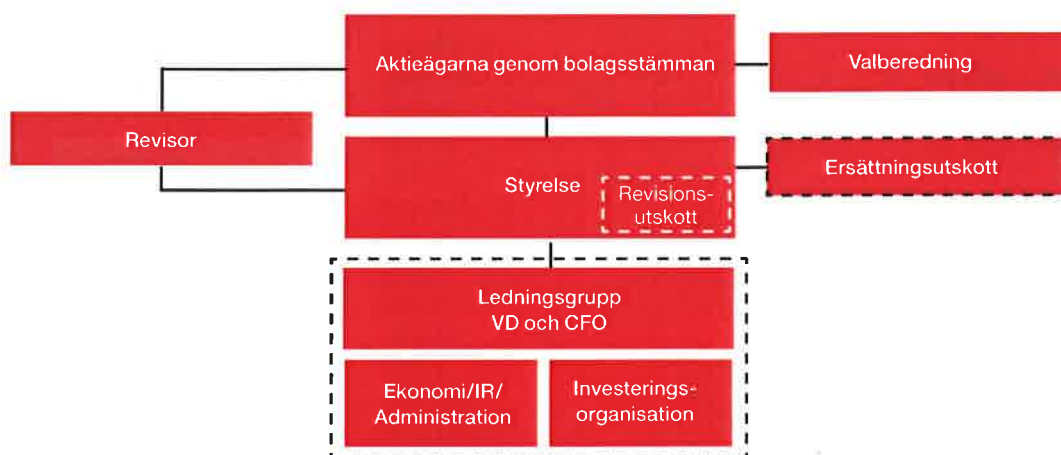 Aktieägarna genom bolagsstämman
Valberedning
Revisor
Styrelse
Revisions-
utskott
Ersättningsutskott
Ledningsgrupp
VD och CFO
Ekonomi/IR/
Administration
Investerings-
organisation